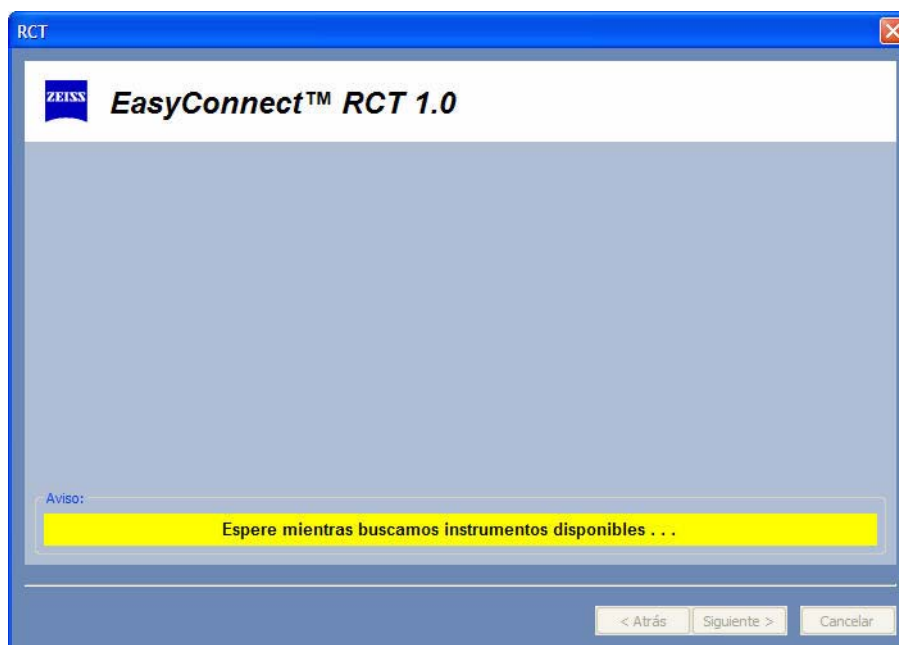 RCT
ZEISS
EasyConnect™ RCT 1.0
Aviso:
Espere mientras buscamos instrumentos disponibles . . .
< Atrás
Siguiente >
Cancelar